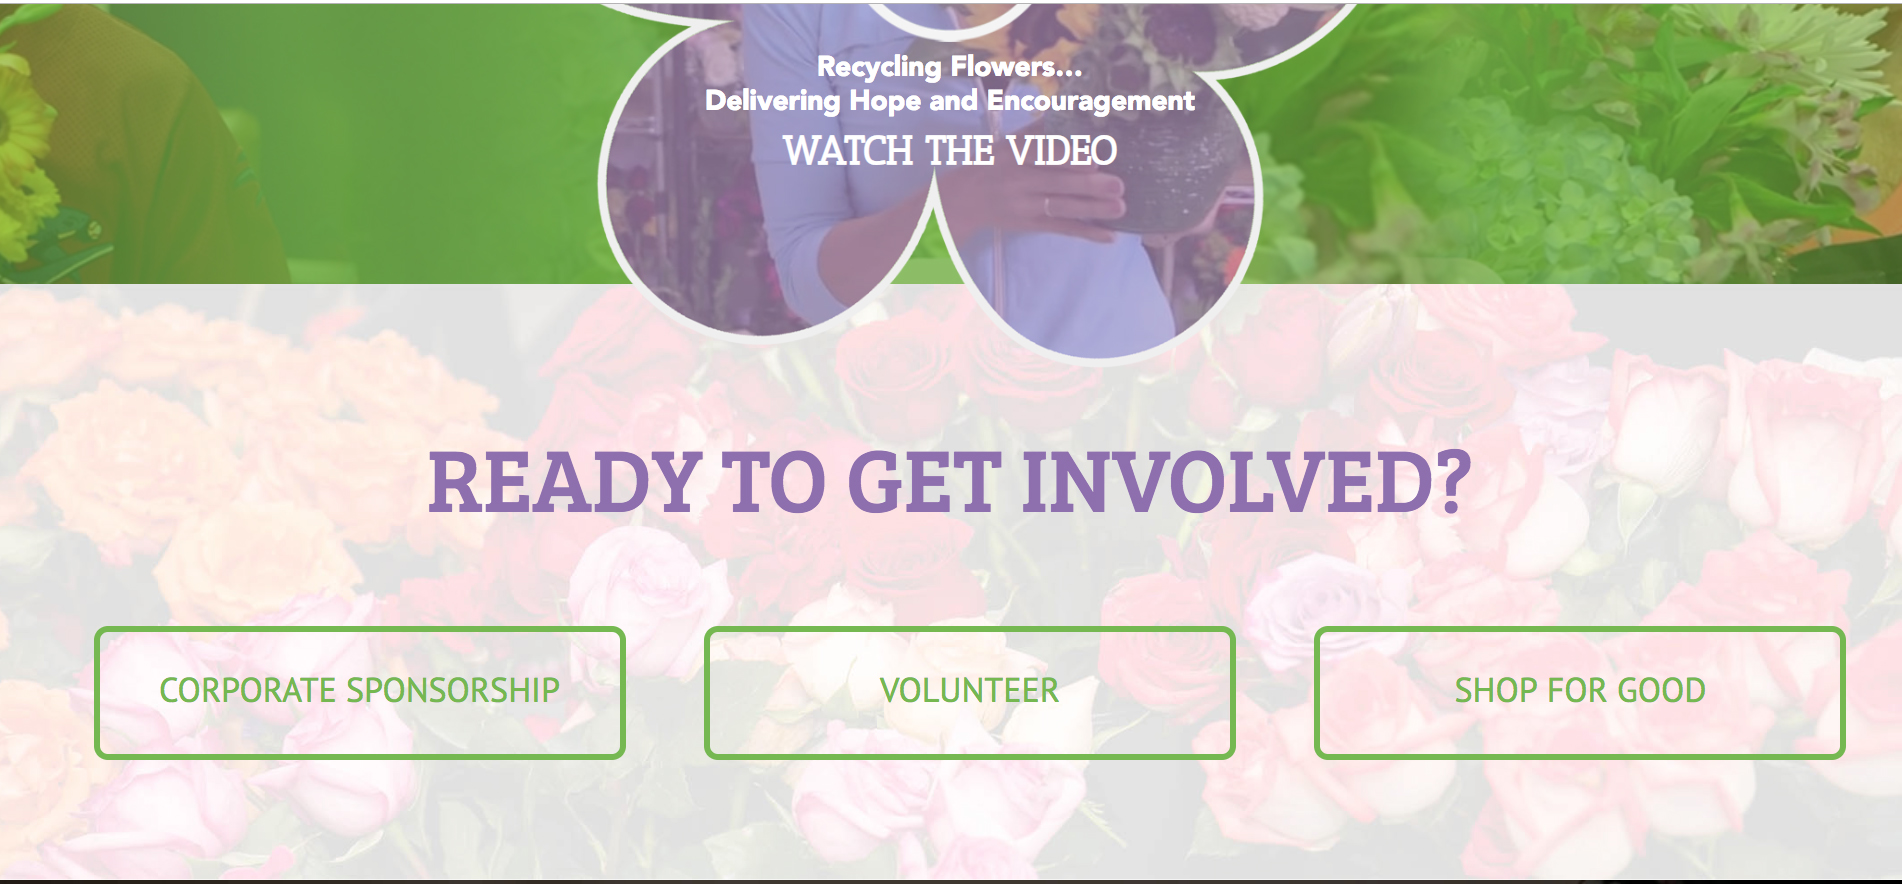 Recycling Flowers...
Delivering Hope and Encouragement
WATCH THE VIDEO
READY TO GET INVOLVED?
CORPORATE SPONSORSHIP
VOLUNTEER
SHOP FOR GOOD